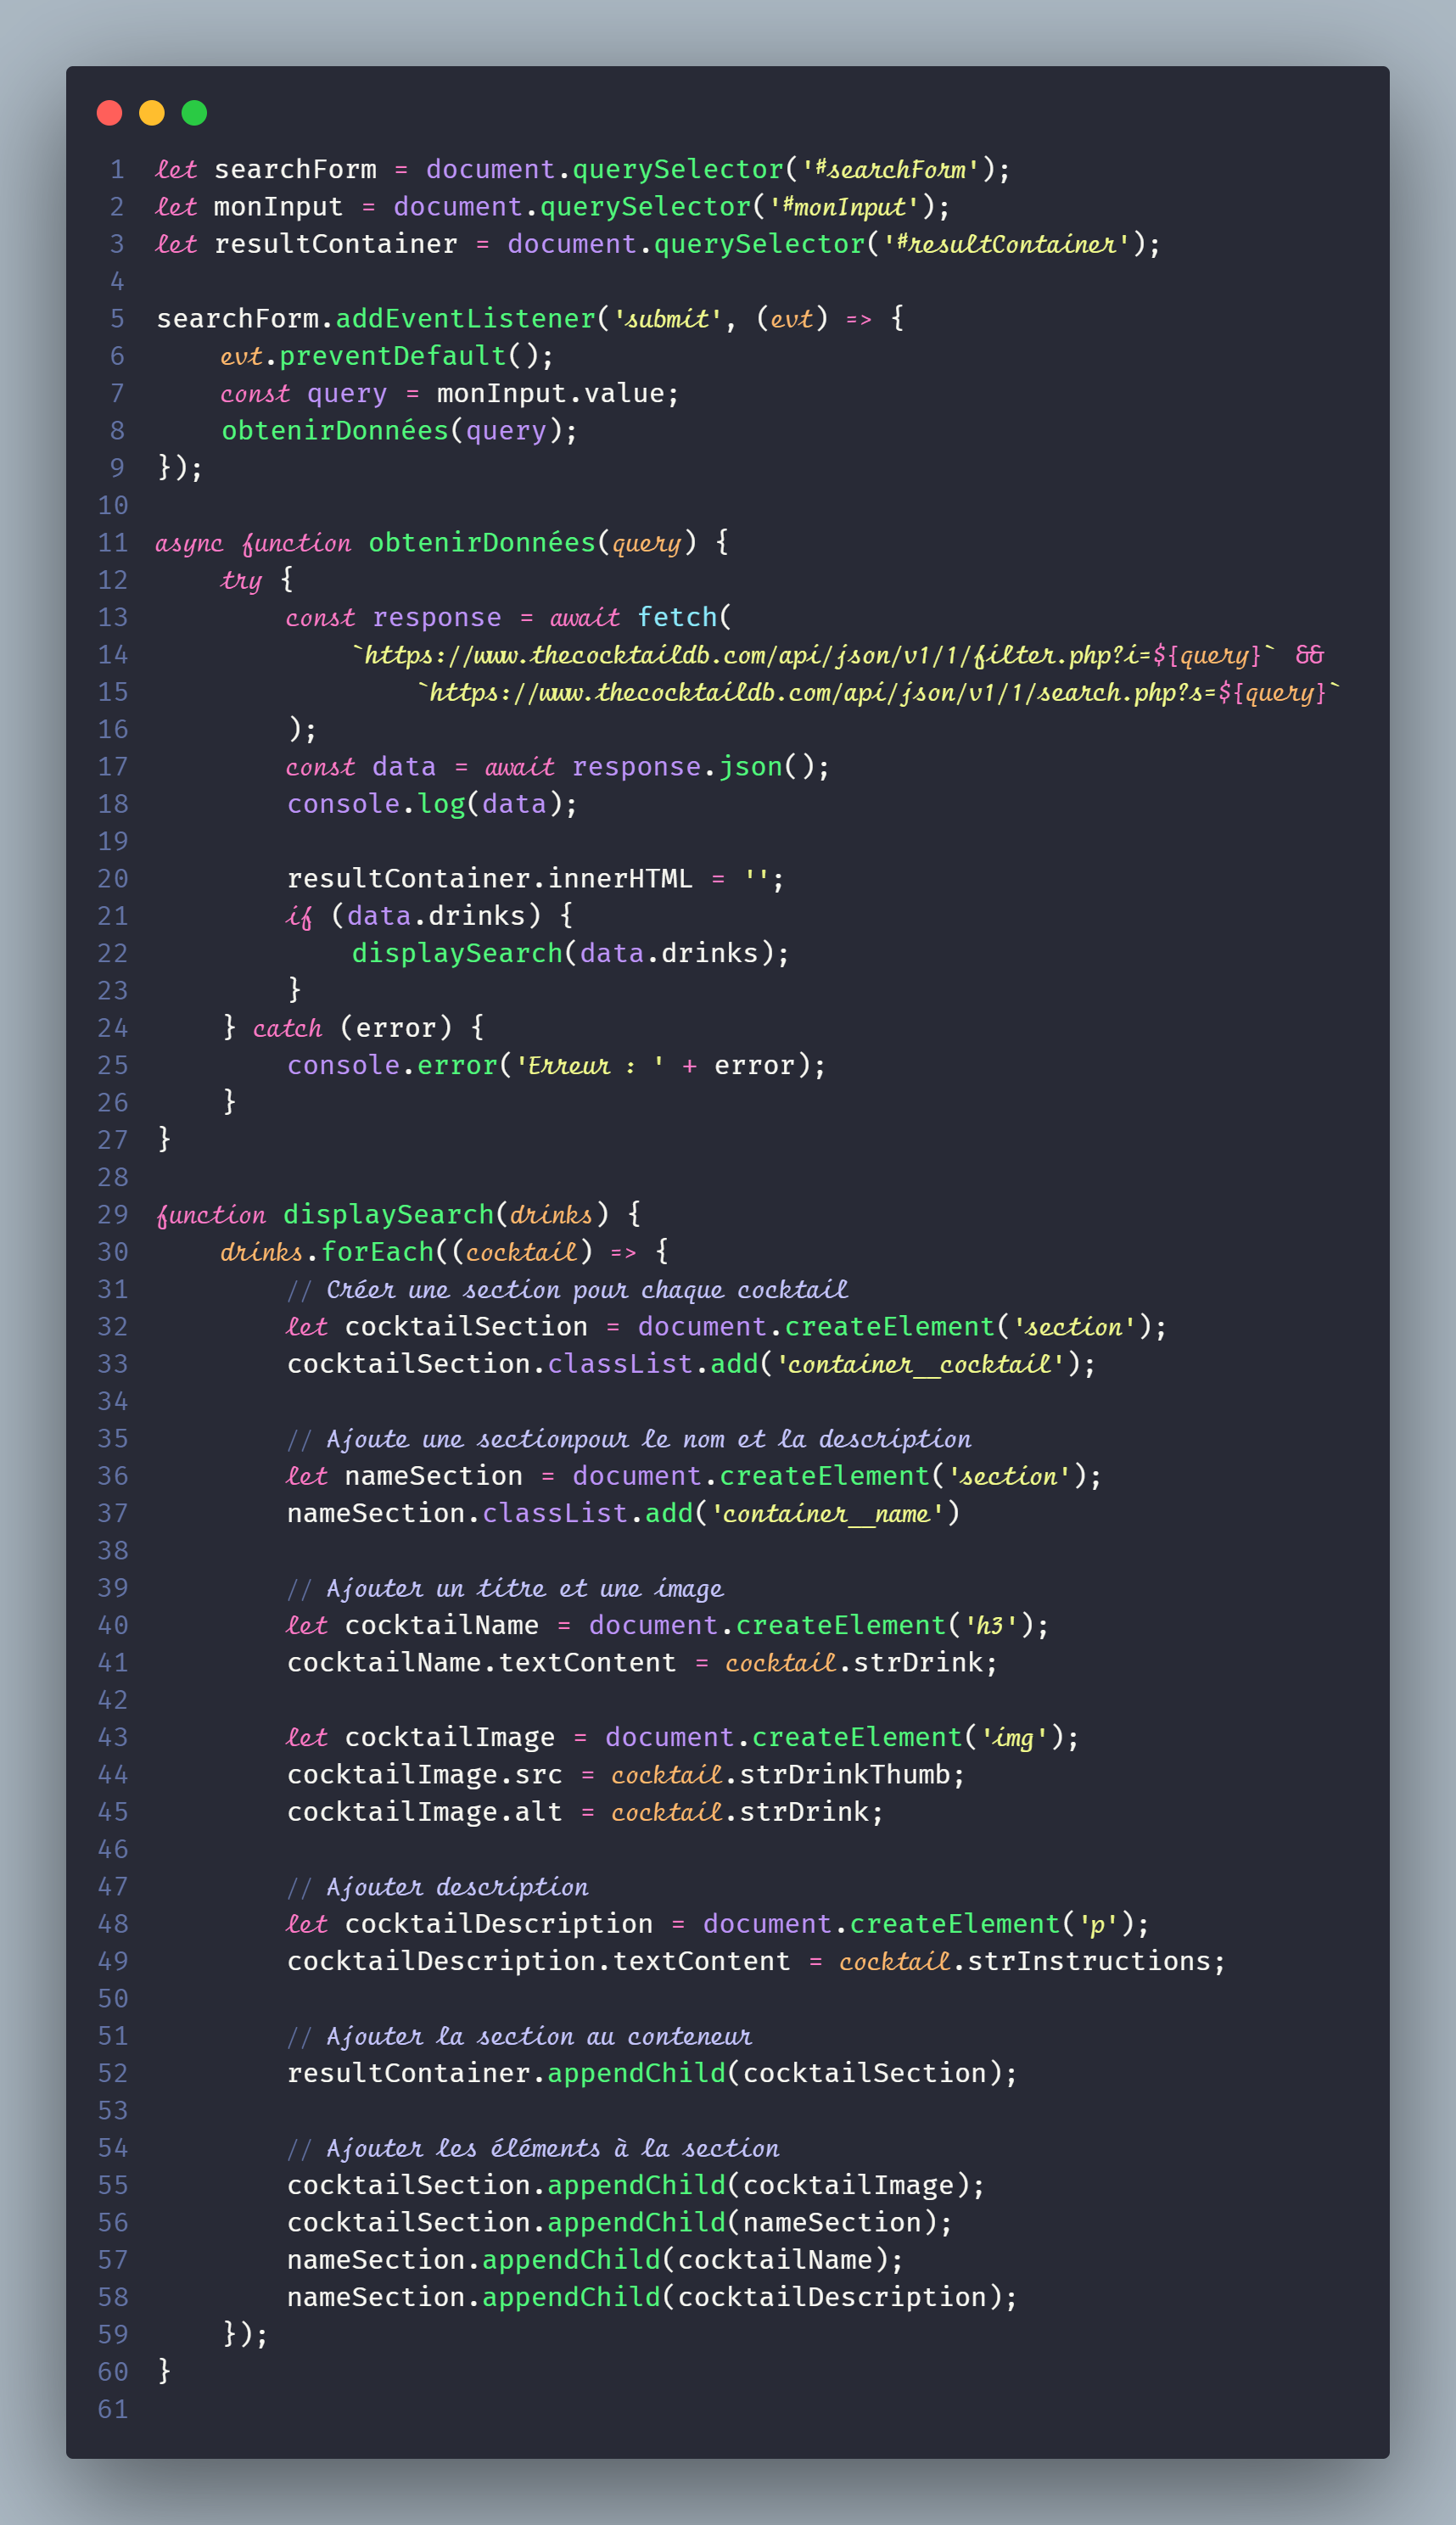 1 let searchForm = document.querySelector('#searchForm');
2 let monInput = document.querySelector('#monInput');
3 let resultContainer = document.querySelector('#resultContainer');
4
5 searchForm.addEventListener('submit', (evt) => {
6     evt.preventDefault();
7     const query = monInput.value;
8     obtenirDonnées(query);
9 });
10
11 async function obtenirDonnées(query) {
12     try {
13         const response = await fetch(
14             `https://www.thecocktaildb.com/api/json/v1/1/filter.php?i=${query}` &&
15                 `https://www.thecocktaildb.com/api/json/v1/1/search.php?s=${query}`
16         );
17         const data = await response.json();
18         console.log(data);
19
20         resultContainer.innerHTML = '';
21         if (data.drinks) {
22             displaySearch(data.drinks);
23         }
24     } catch (error) {
25         console.error('Erreur : ' + error);
26     }
27 }
28
29 function displaySearch(drinks) {
30     drinks.forEach((cocktail) => {
31         // Créer une section pour chaque cocktail
32         let cocktailSection = document.createElement('section');
33         cocktailSection.classList.add('container__cocktail');
34
35         // Ajoute une sectionpour le nom et la description
36         let nameSection = document.createElement('section');
37         nameSection.classList.add('container__name')
38
39         // Ajouter un titre et une image
40         let cocktailName = document.createElement('h3');
41         cocktailName.textContent = cocktail.strDrink;
42
43         let cocktailImage = document.createElement('img');
44         cocktailImage.src = cocktail.strDrinkThumb;
45         cocktailImage.alt = cocktail.strDrink;
46
47         // Ajouter description
48         let cocktailDescription = document.createElement('p');
49         cocktailDescription.textContent = cocktail.strInstructions;
50
51         // Ajouter la section au conteneur
52         resultContainer.appendChild(cocktailSection);
53
54         // Ajouter les éléments à la section
55         cocktailSection.appendChild(cocktailImage);
56         cocktailSection.appendChild(nameSection);
57         nameSection.appendChild(cocktailName);
58         nameSection.appendChild(cocktailDescription);
59     });
60 }
61